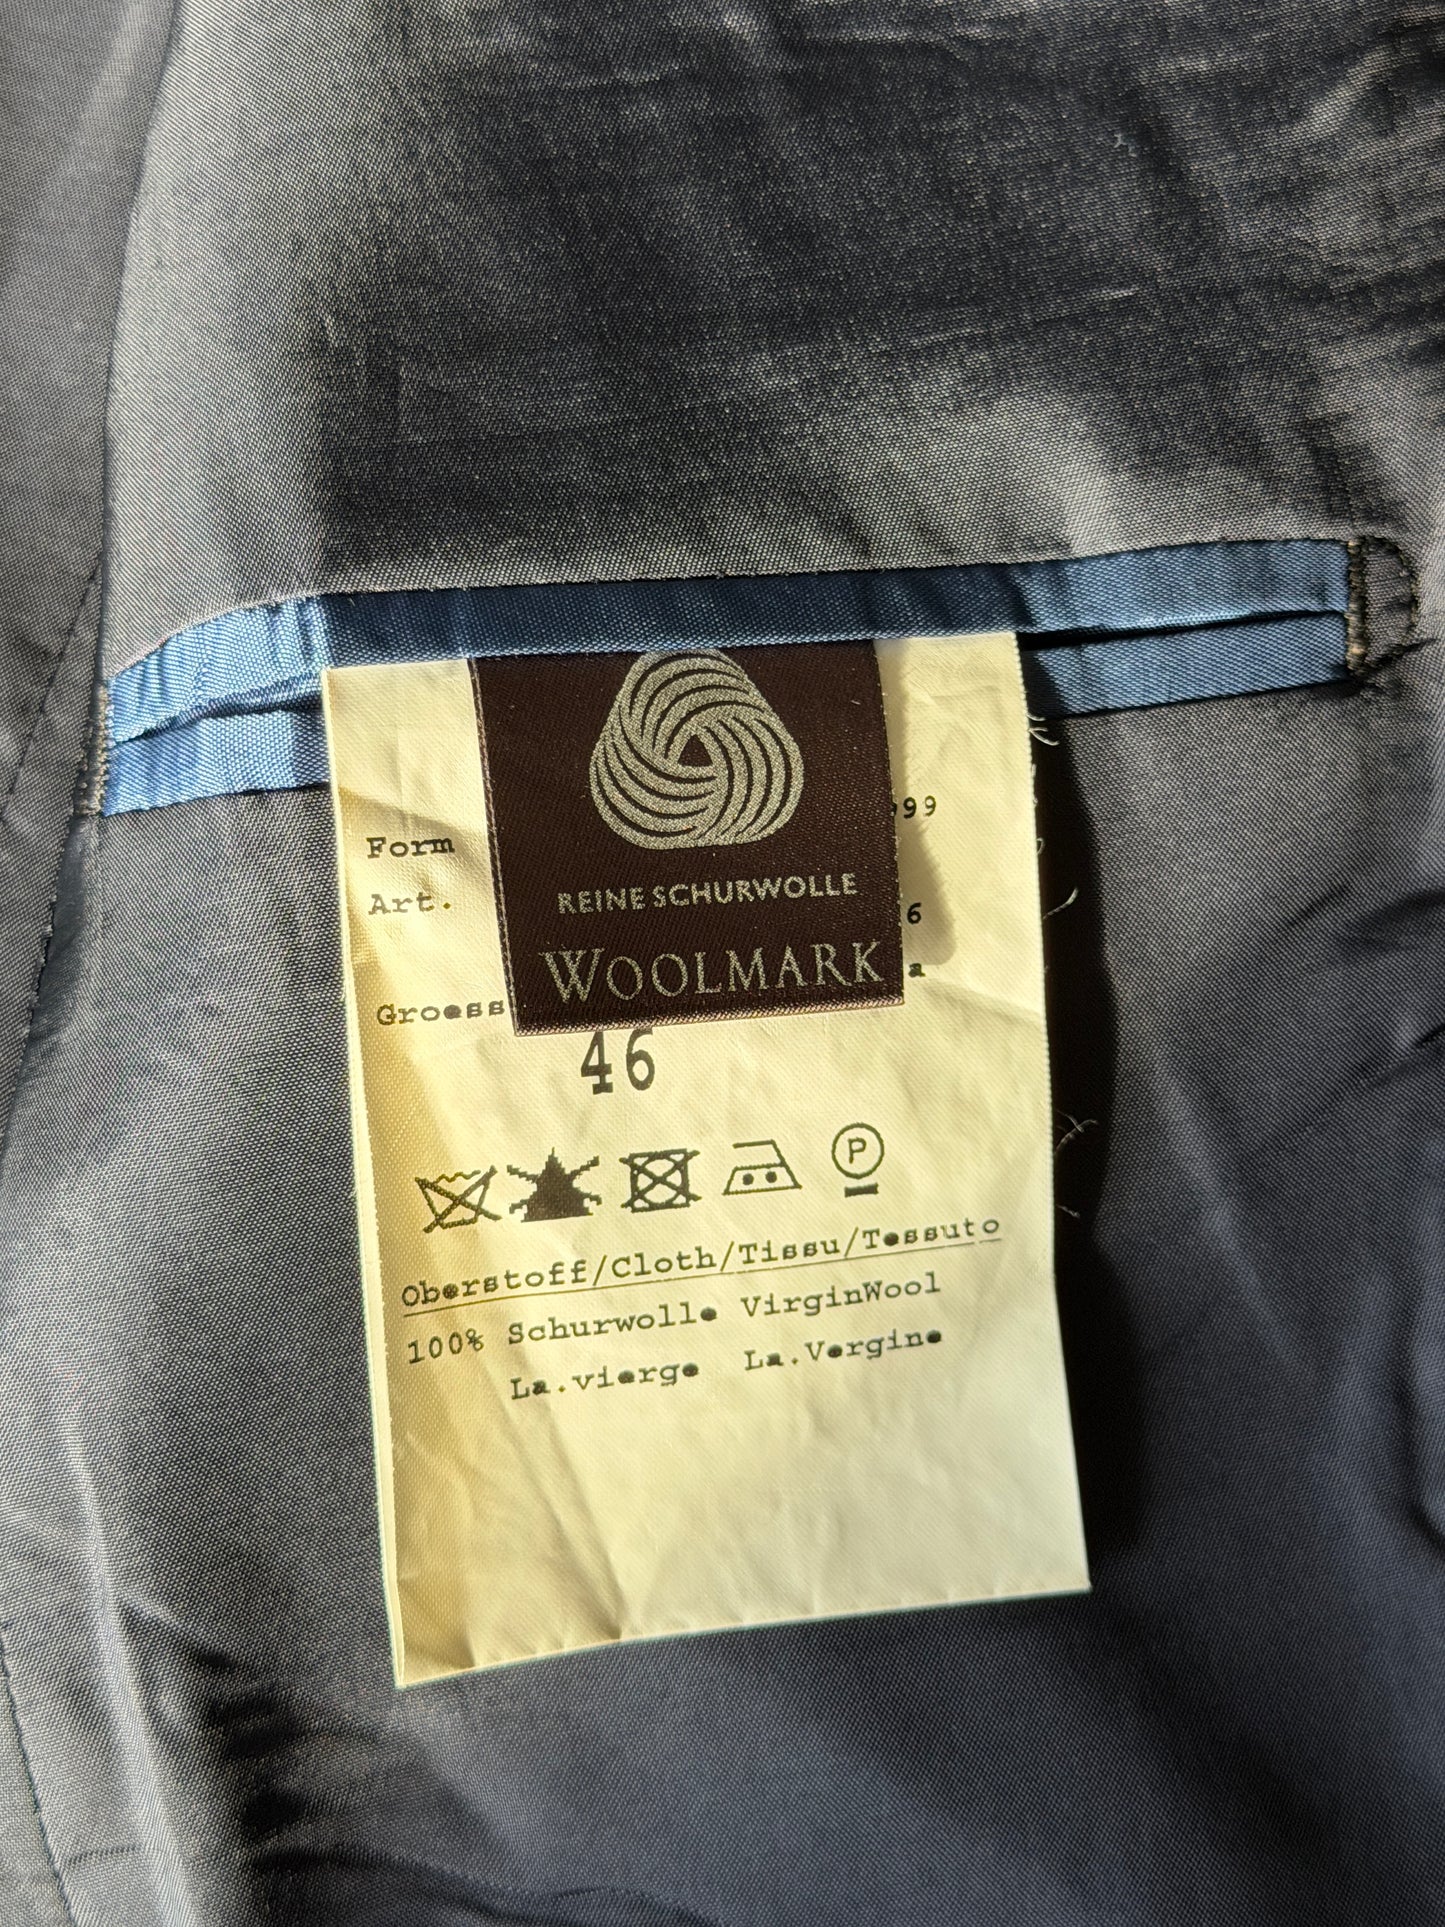 REINE SCHURWOLLE
WOOLMARK
Form 99
Art. 6
Groess a
46
P
Oberstoff/Cloth/Tissu/Tessuto
100% Schurwolle VirginWool
La.vierge La.Vergine